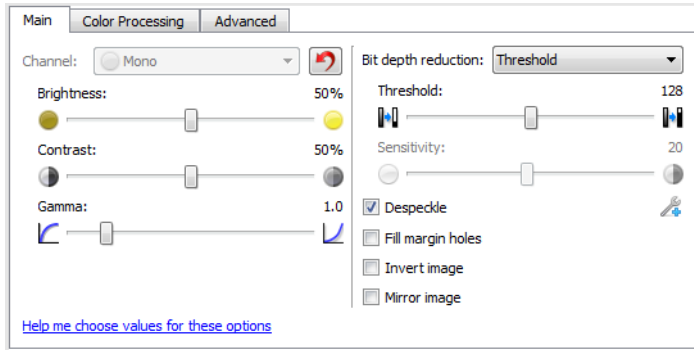 Main Color Processing Advanced
Channel: Mono
Brightness: 50%
Contrast: 50%
Gamma: 1.0
Help me choose values for these options
Bit depth reduction: Threshold
Threshold: 128
Sensitivity: 20
Despeckle
Fill margin holes
Invert image
Mirror image